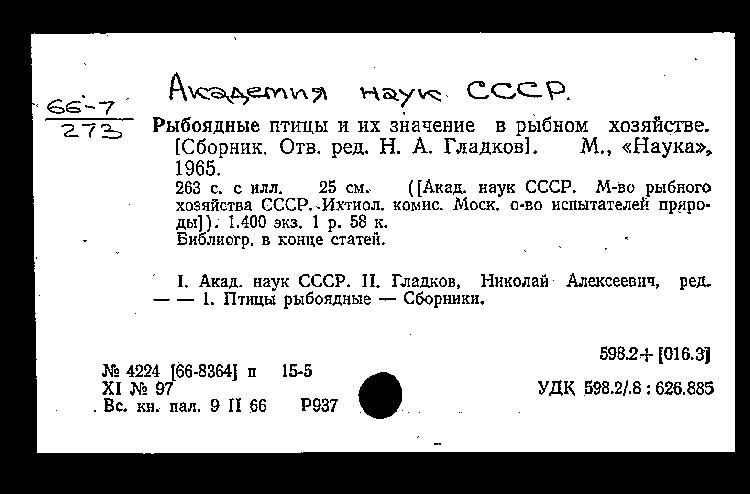 Академия наук СССР.
66-7
273
Рыбоядные птицы и их значение в рыбном хозяйстве.
[Сборник. Отв. ред. Н. А. Гладков]. М., «Наука»,
1965.
263 с. с илл. 25 см. ([Акад. наук СССР. М-во рыбного
хозяйства СССР. Ихтиол. комис. Моск. о-во испытателей приро-
ды]). 1.400 экз. 1 р. 58 к.
Библиогр. в конце статей.
I. Акад. наук СССР. II. Гладков, Николай Алексеевич, ред.
— — 1. Птицы рыбоядные — Сборники.
598.2+[016.3]
№ 4224 [66-8364] п 15-5
XI № 97
УДК 598.2/.8 : 626.885
Вс. кн. пал. 9 II 66 Р937